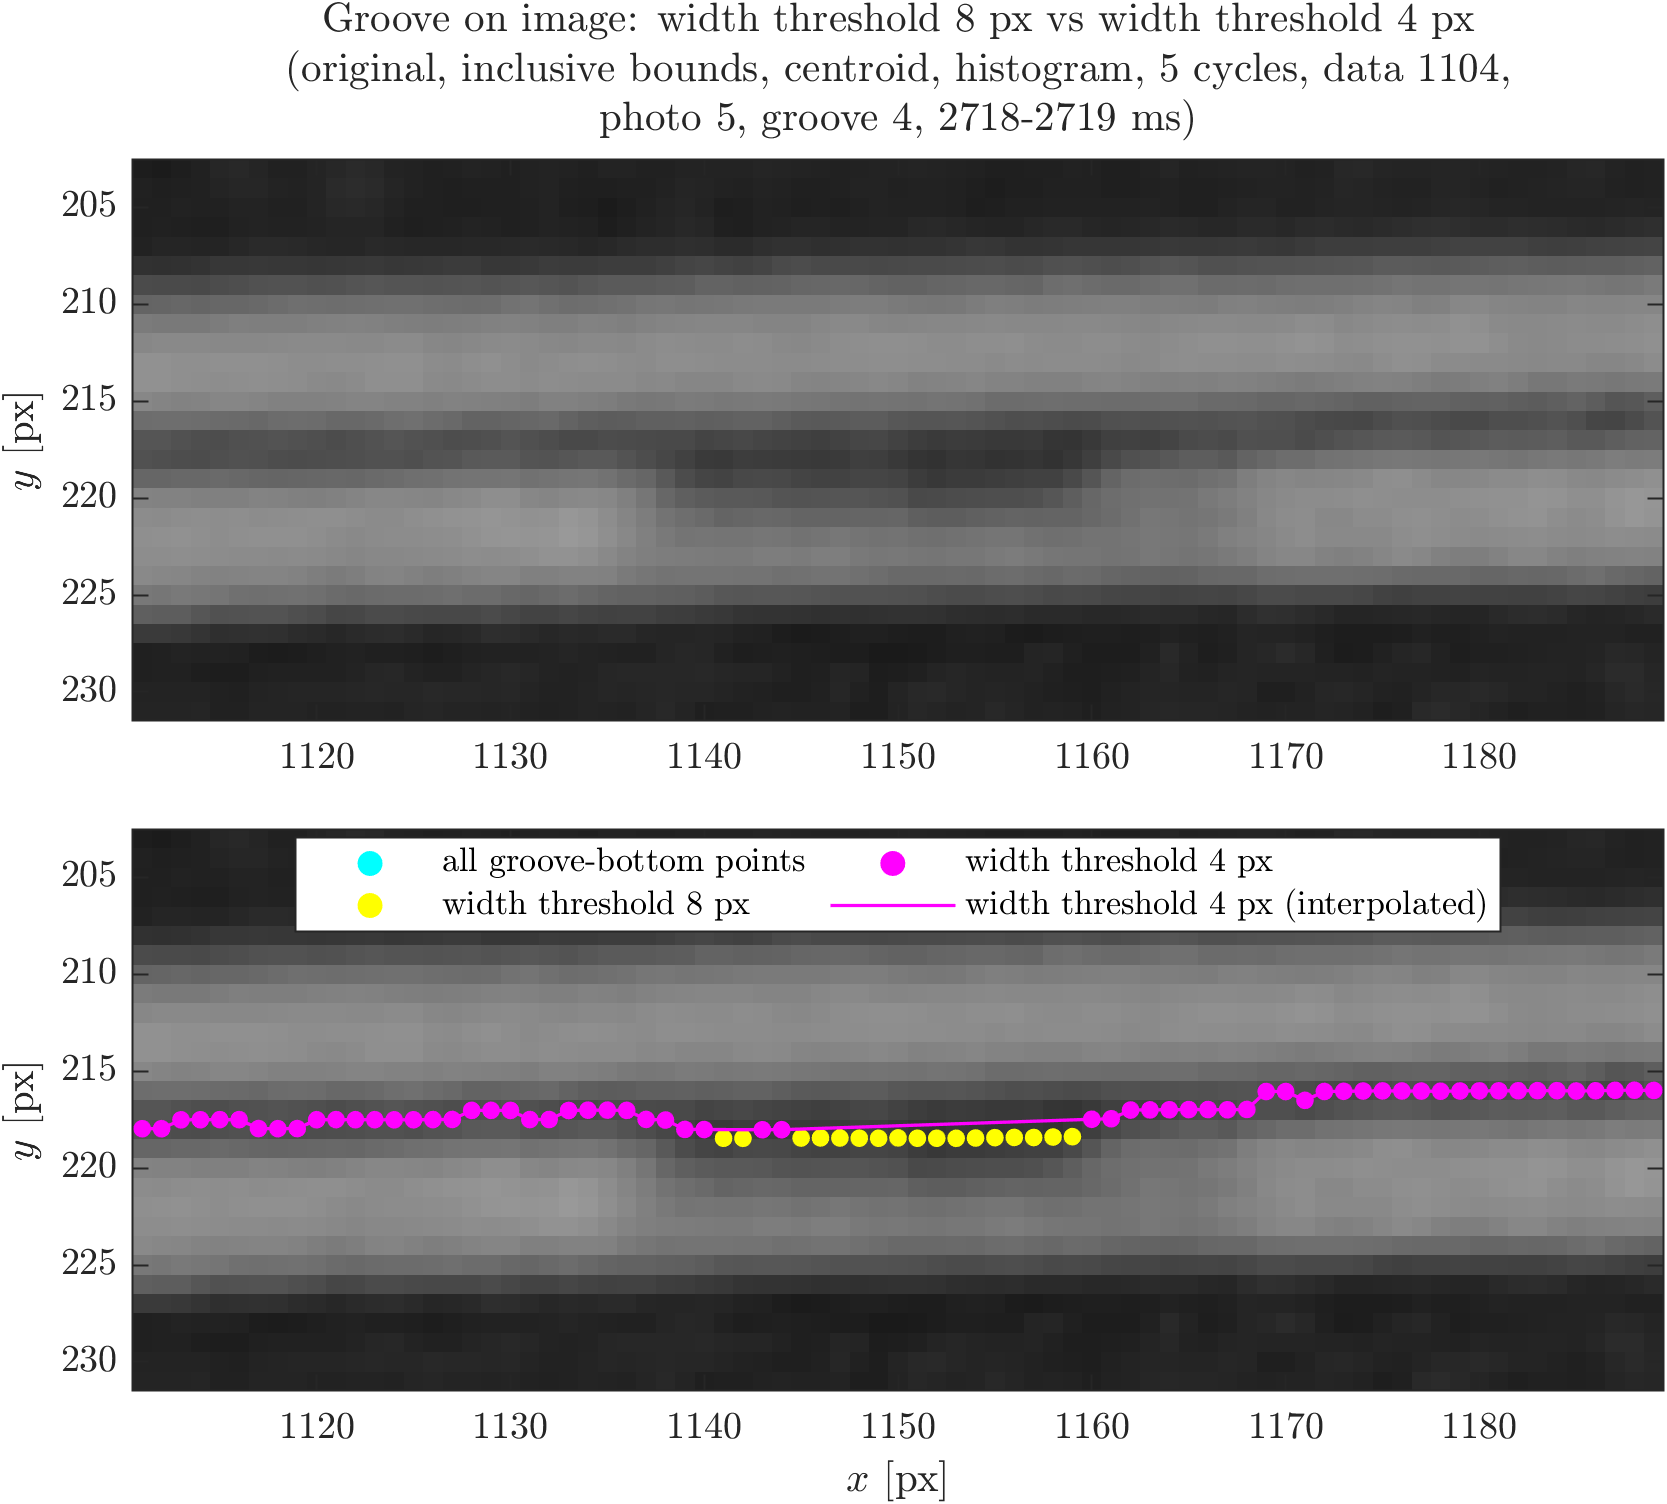 Groove on image: width threshold 8 px vs width threshold 4 px
(original, inclusive bounds, centroid, histogram, 5 cycles, data 1104,
photo 5, groove 4, 2718-2719 ms)
205
210
215
220
225
230
y [px]
1120 1130 1140 1150 1160 1170 1180
all groove-bottom points
width threshold 8 px
width threshold 4 px
width threshold 4 px (interpolated)
205
210
215
220
225
230
y [px]
1120 1130 1140 1150 1160 1170 1180
x [px]